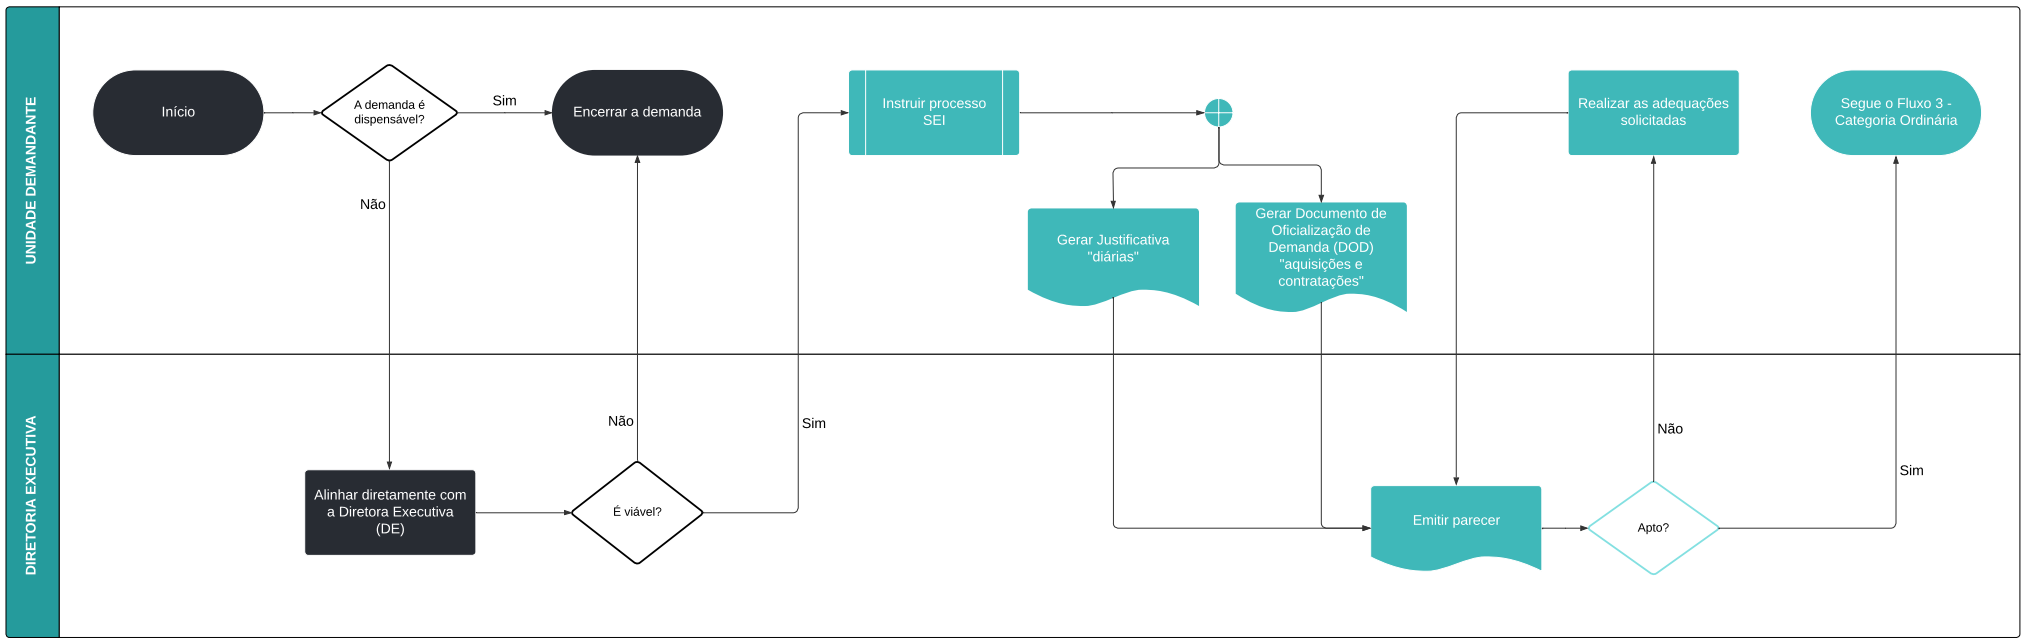 UNIDADE DEMANDANTE
Início
A demanda é
dispensável?
Sim
Encerrar a demanda
Não
Instruir processo
SEI
Gerar Justificativa
"diárias"
Gerar Documento de
Oficialização de
Demanda (DOD)
"aquisições e
contratações"
Realizar as adequações
solicitadas
Segue o Fluxo 3 -
Categoria Ordinária
DIRETORIA EXECUTIVA
Alinhar diretamente com
a Diretora Executiva
(DE)
Não
É viável?
Sim
Emitir parecer
Não
Apto?
Sim